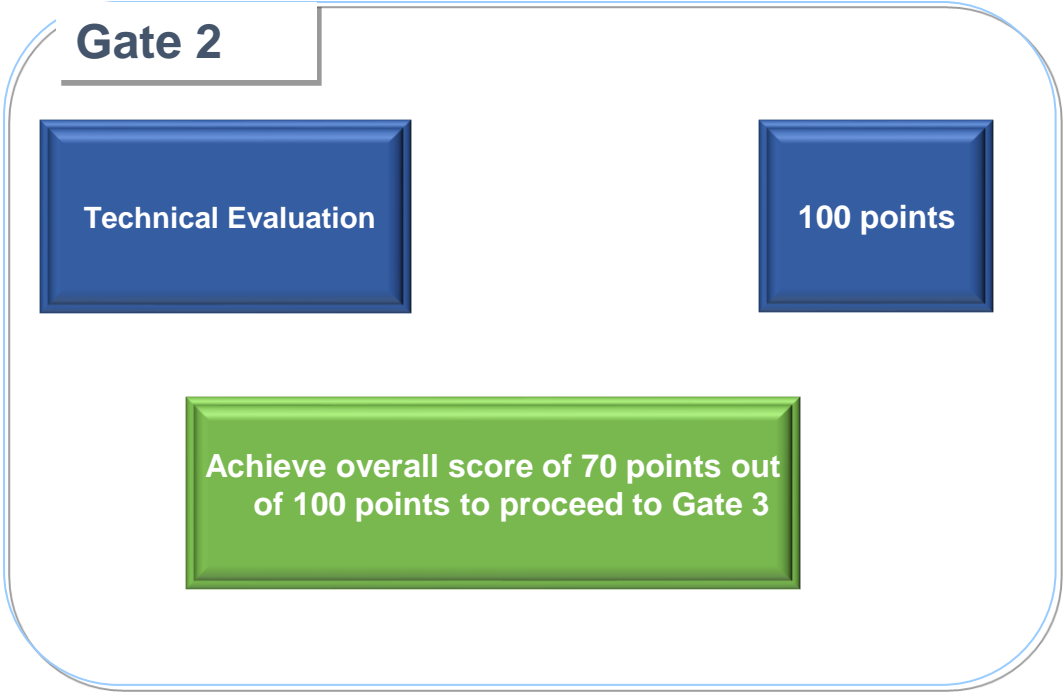 Gate 2
Technical Evaluation
100 points
Achieve overall score of 70 points out
of 100 points to proceed to Gate 3